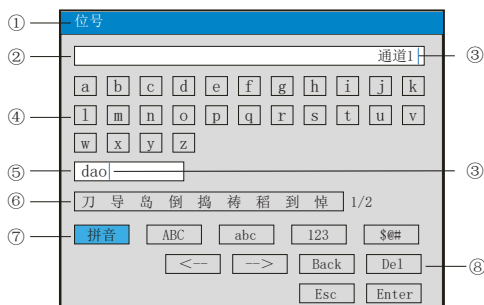 ① 位号
② 通道1 ③
a b c d e f g h i j k
④ l m n o p q r s t u v
w x y z
⑤ dao ③
⑥ 刀 导 岛 倒 捣 祷 稻 到 悼 1/2
⑦ 拼音 ABC abc 123 $@#
<-- --> Back Del ⑧
Esc Enter